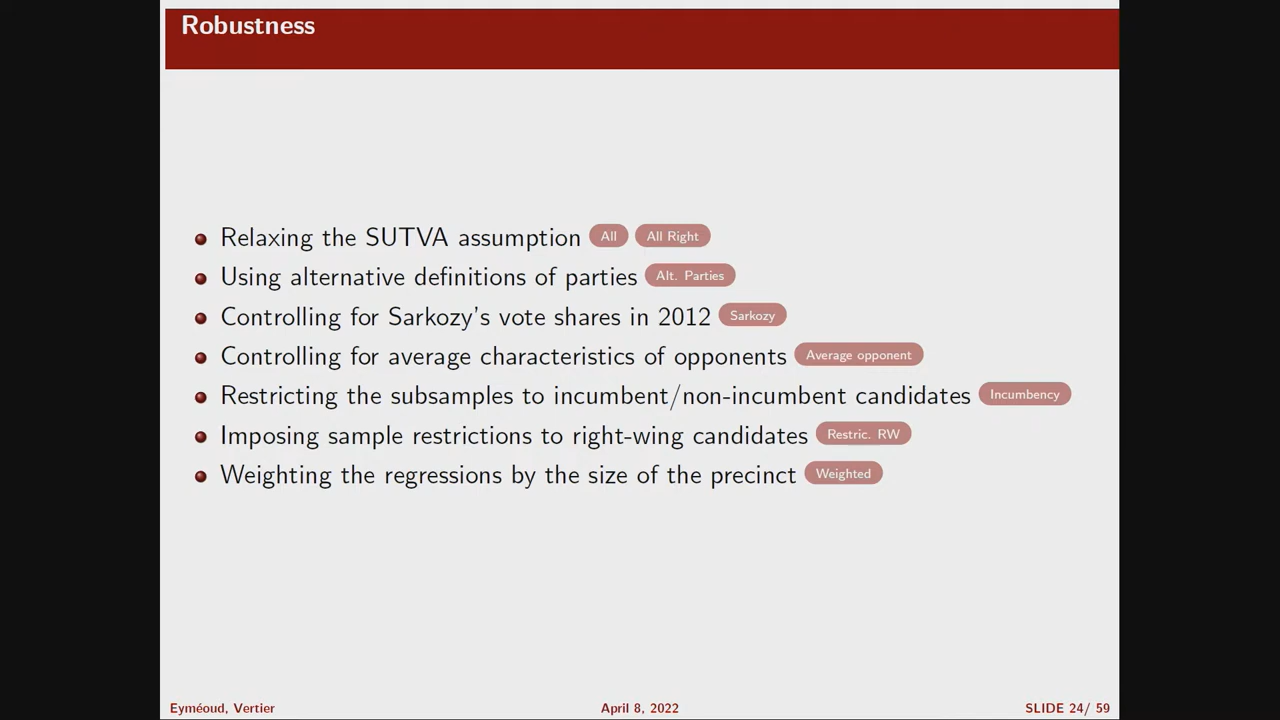 Robustness
Relaxing the SUTVA assumption All All Right
Using alternative definitions of parties Alt. Parties
Controlling for Sarkozy's vote shares in 2012 Sarkozy
Controlling for average characteristics of opponents Average opponent
Restricting the subsamples to incumbent/non-incumbent candidates Incumbency
Imposing sample restrictions to right-wing candidates Restric. RW
Weighting the regressions by the size of the precinct Weighted
Eyméoud, Vertier April 8, 2022 SLIDE 24/ 59